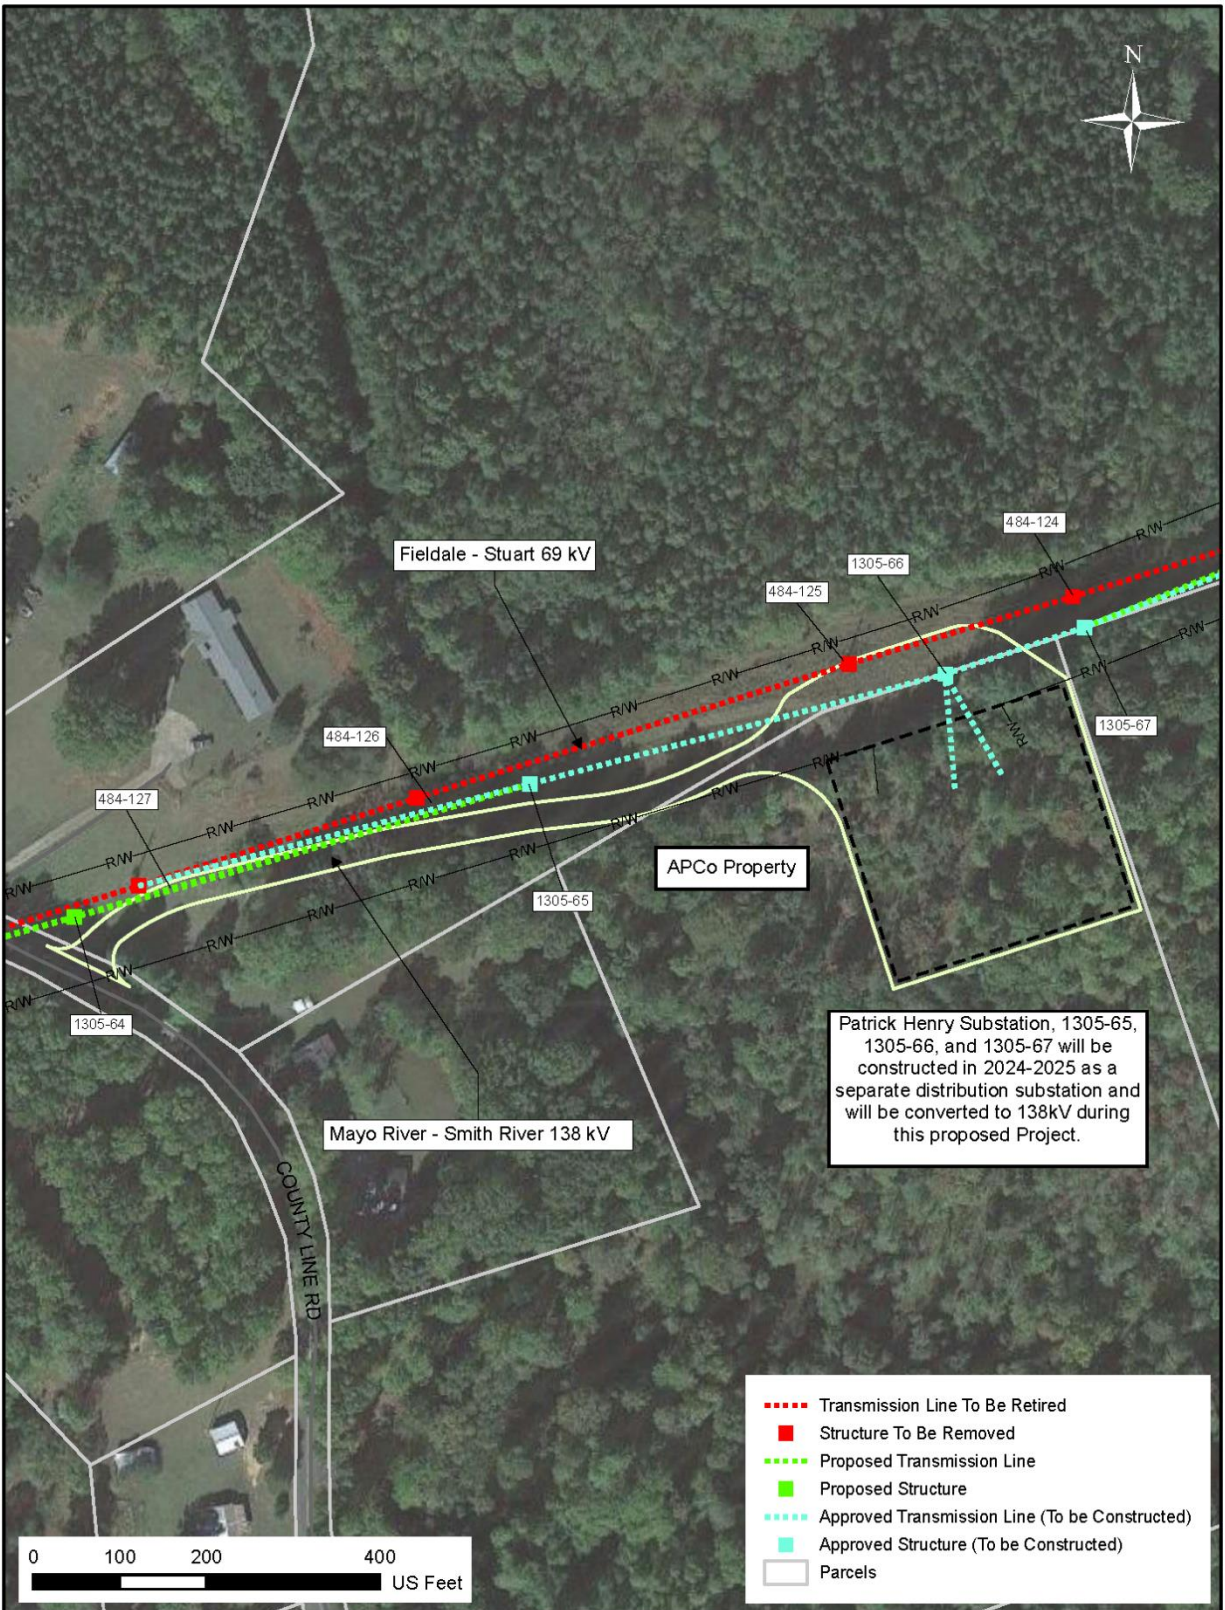 N
484-124
1305-66
Fieldale - Stuart 69 kV
484-125
R/W
R/W
R/W
R/W
R/W
R/W
R/W
1305-67
484-126
R/W
R/W
R/W
484-127
R/W
R/W
R/W
R/W
R/W
R/W
APCo Property
R/W
R/W
1305-65
R/W
R/W
R/W
R/W
1305-64
Patrick Henry Substation, 1305-65,
1305-66, and 1305-67 will be
constructed in 2024-2025 as a
separate distribution substation and
will be converted to 138kV during
this proposed Project.
Mayo River - Smith River 138 kV
COUNTY LINE RD
Transmission Line To Be Retired
Structure To Be Removed
Proposed Transmission Line
Proposed Structure
Approved Transmission Line (To be Constructed)
Approved Structure (To be Constructed)
Parcels
0 100 200 400
US Feet